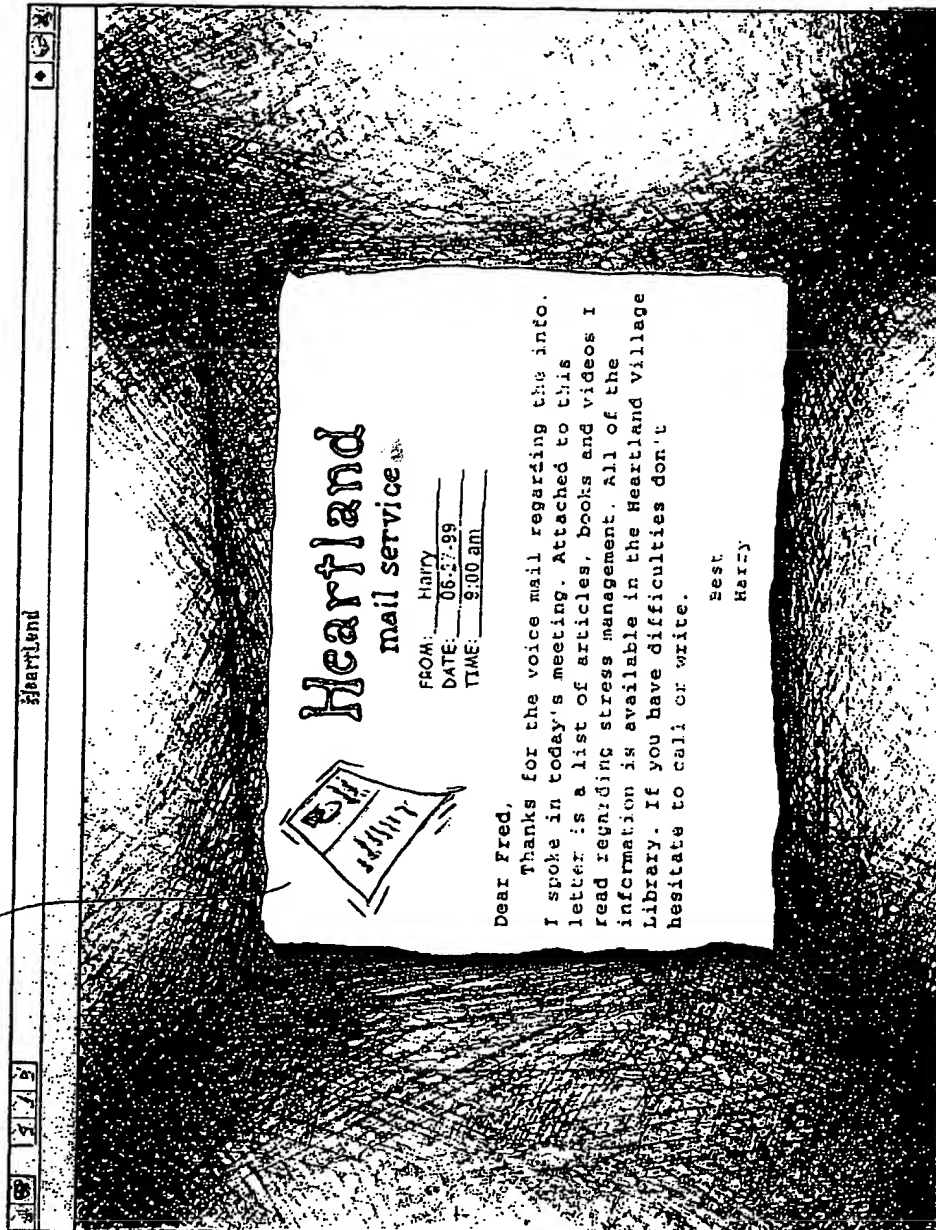 Heartland
Heartland
mail service
FROM: Harry
DATE: 06-27-99
TIME: 9:00 am
Dear Fred,
Thanks for the voice mail regarding the info.
I spoke in today's meeting. Attached to this
letter is a list of articles, books and videos I
read regarding stress management. All of the
information is available in the Heartland Village
Library. If you have difficulties don't
hesitate to call or write.
Best
Harry